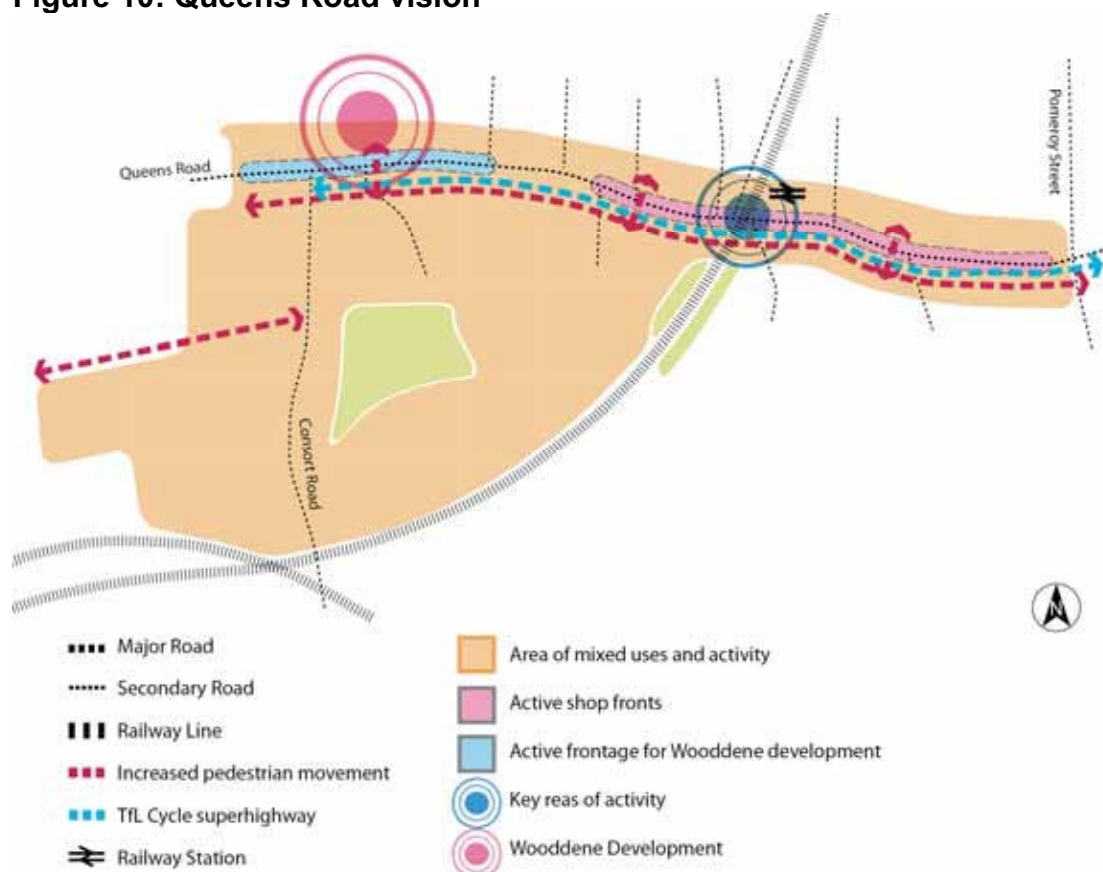 Figure 10: Queens Road vision
Queens Road
Pomeroy Street
Consort Road
N
Major Road
Secondary Road
Railway Line
Increased pedestrian movement
TfL Cycle superhighway
Railway Station
Area of mixed uses and activity
Active shop fronts
Active frontage for Wooddene development
Key reas of activity
Wooddene Development